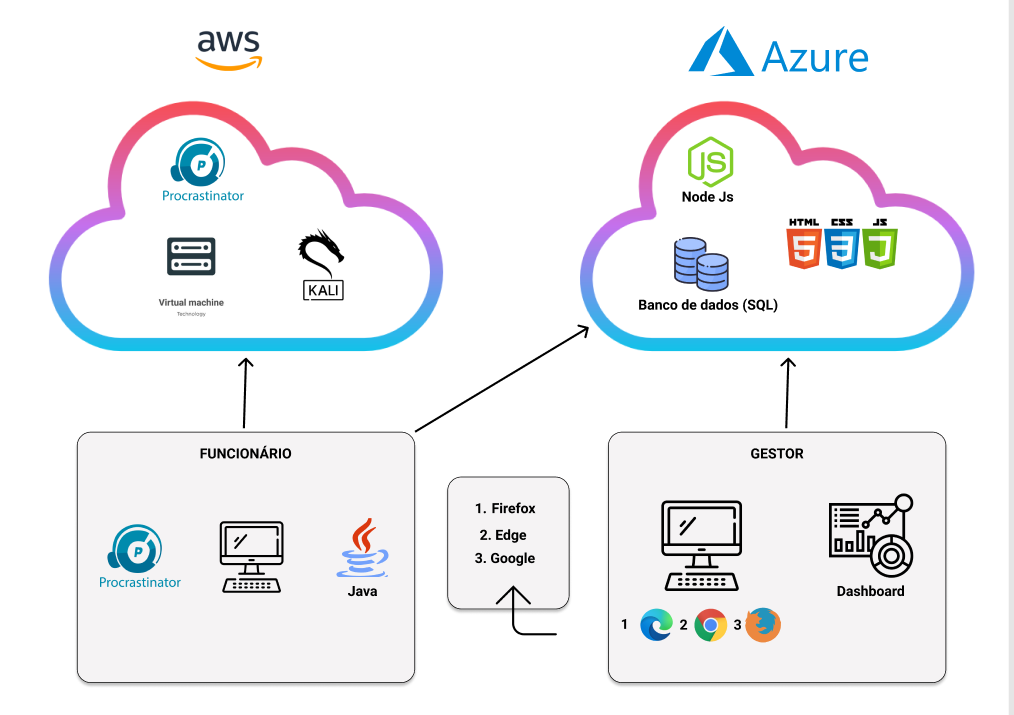 aws
Azure
P
Procrastinator
Virtual machine
Technology
KALI
JS
Node Js
HTML CSS JS
5 3 J
Banco de dados (SQL)
FUNCIONÁRIO
P
Procrastinator
Java
1. Firefox
2. Edge
3. Google
GESTOR
Dashboard
1 2 3